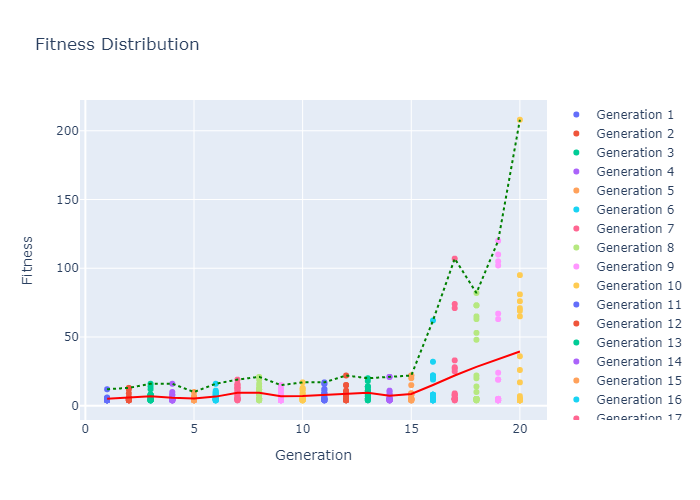 Fitness Distribution
Fitness
200
150
100
50
0
0
5
10
15
20
Generation
Generation 1
Generation 2
Generation 3
Generation 4
Generation 5
Generation 6
Generation 7
Generation 8
Generation 9
Generation 10
Generation 11
Generation 12
Generation 13
Generation 14
Generation 15
Generation 16
Generation 17